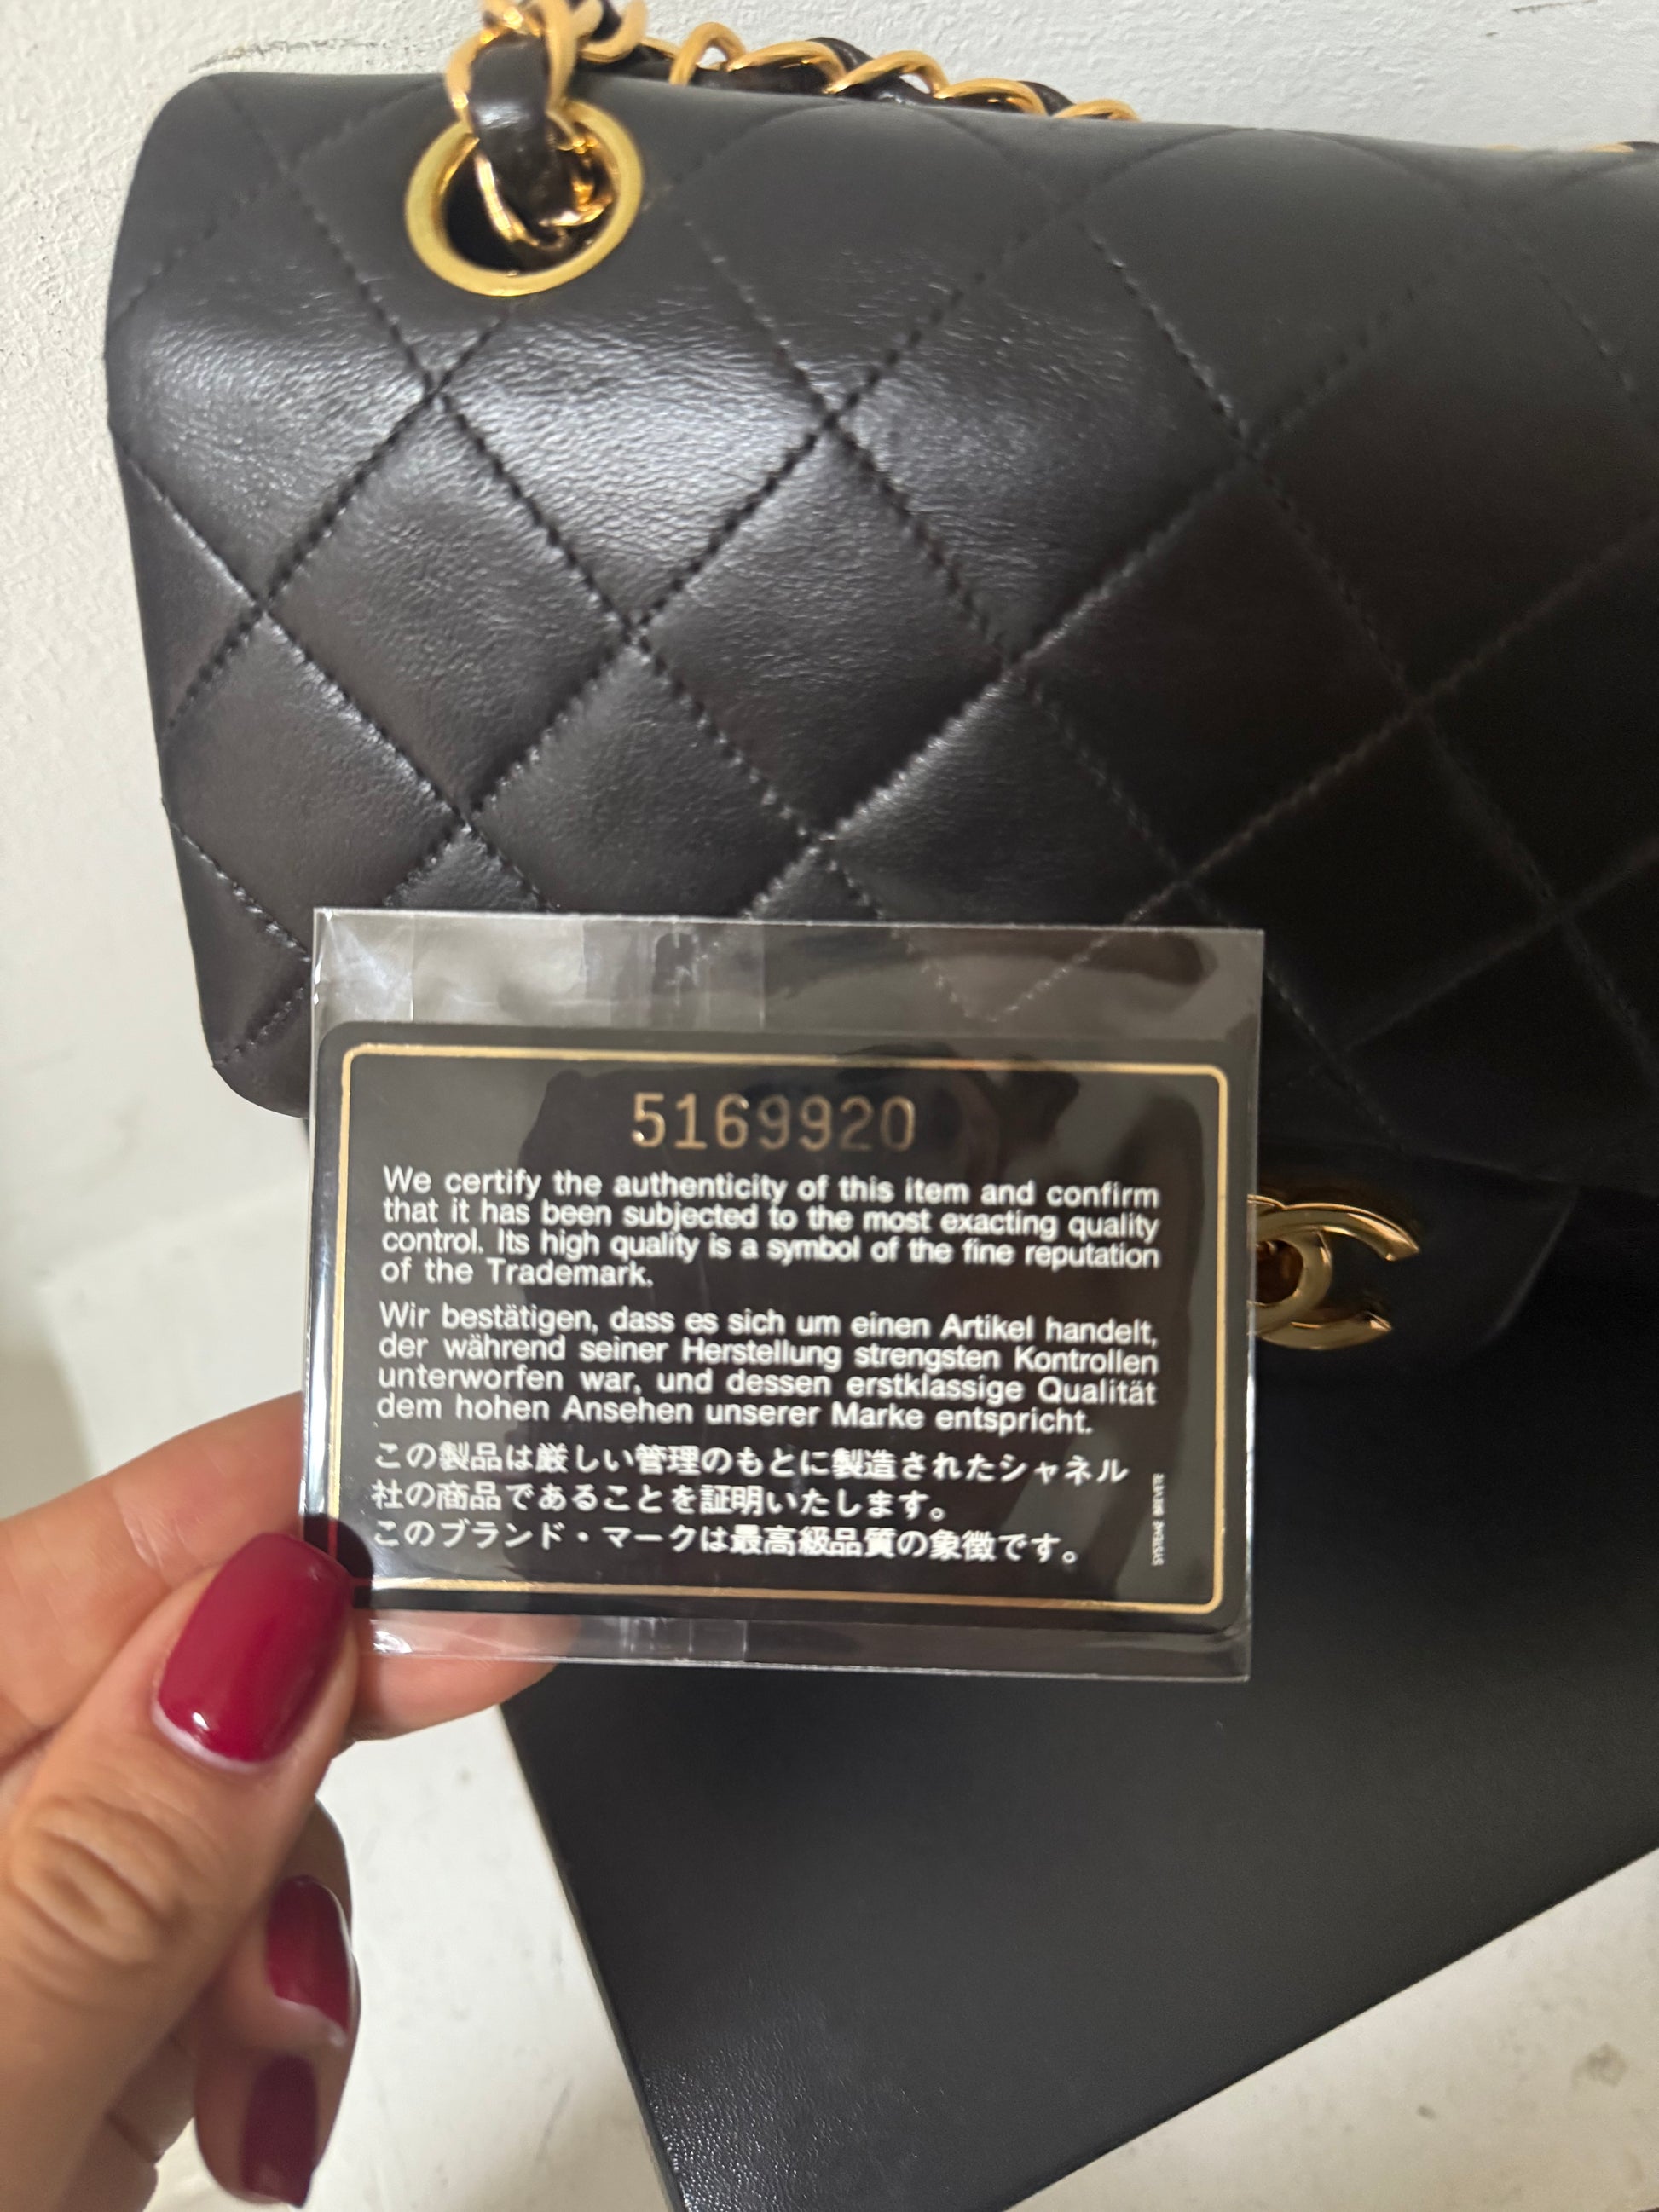 5169920
We certify the authenticity of this item and confirm
that it has been subjected to the most exacting quality
control. Its high quality is a symbol of the fine reputation
of the Trademark.
Wir bestätigen, dass es sich um einen Artikel handelt,
der während seiner Herstellung strengsten Kontrollen
unterworfen war, und dessen erstklassige Qualität
dem hohen Ansehen unserer Marke entspricht.
この製品は厳しい管理のもとに製造されたシャネル
社の商品であることを証明いたします。
このブランド・マークは最高級品質の象徴です。